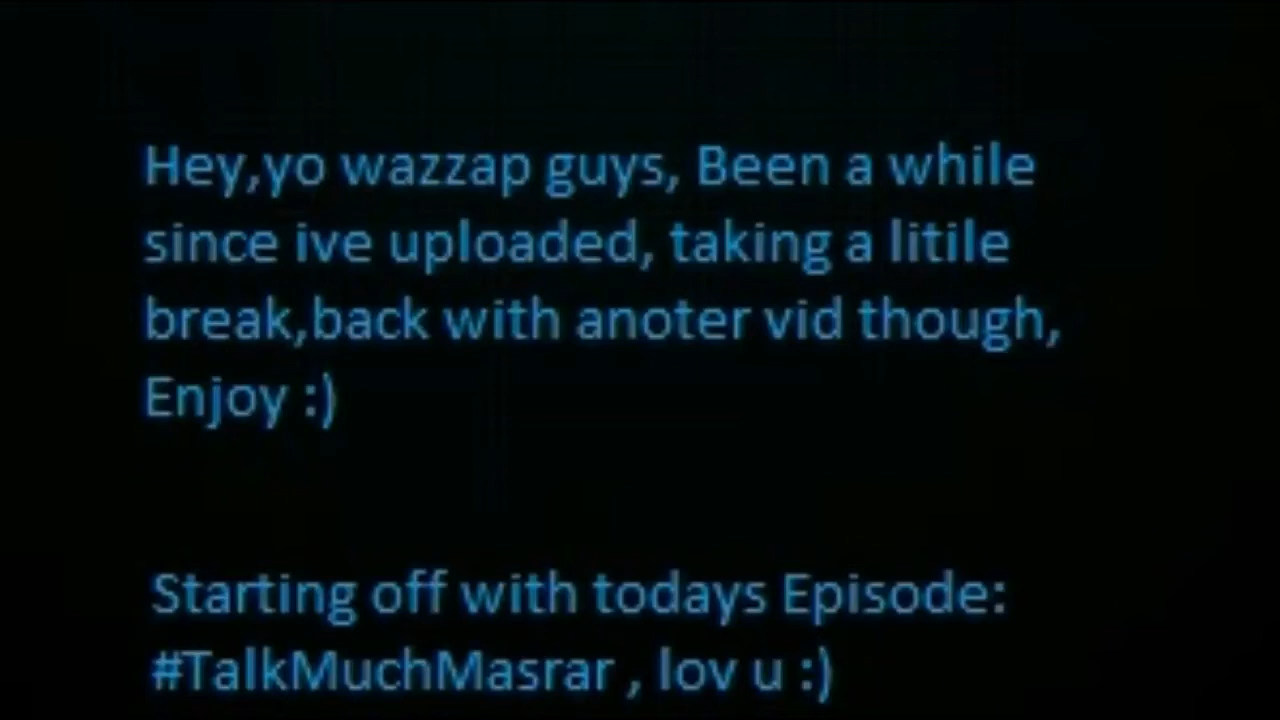 Hey,yo wazzap guys, Been a while
since ive uploaded, taking a litile
break,back with anoter vid though,
Enjoy :)
Starting off with todays Episode:
#TalkMuchMasrar , lov u :)